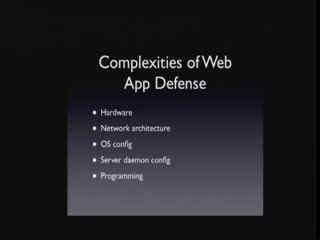 Complexities of Web
App Defense
• Hardware
• Network architecture
• OS config
• Server daemon config
• Programming